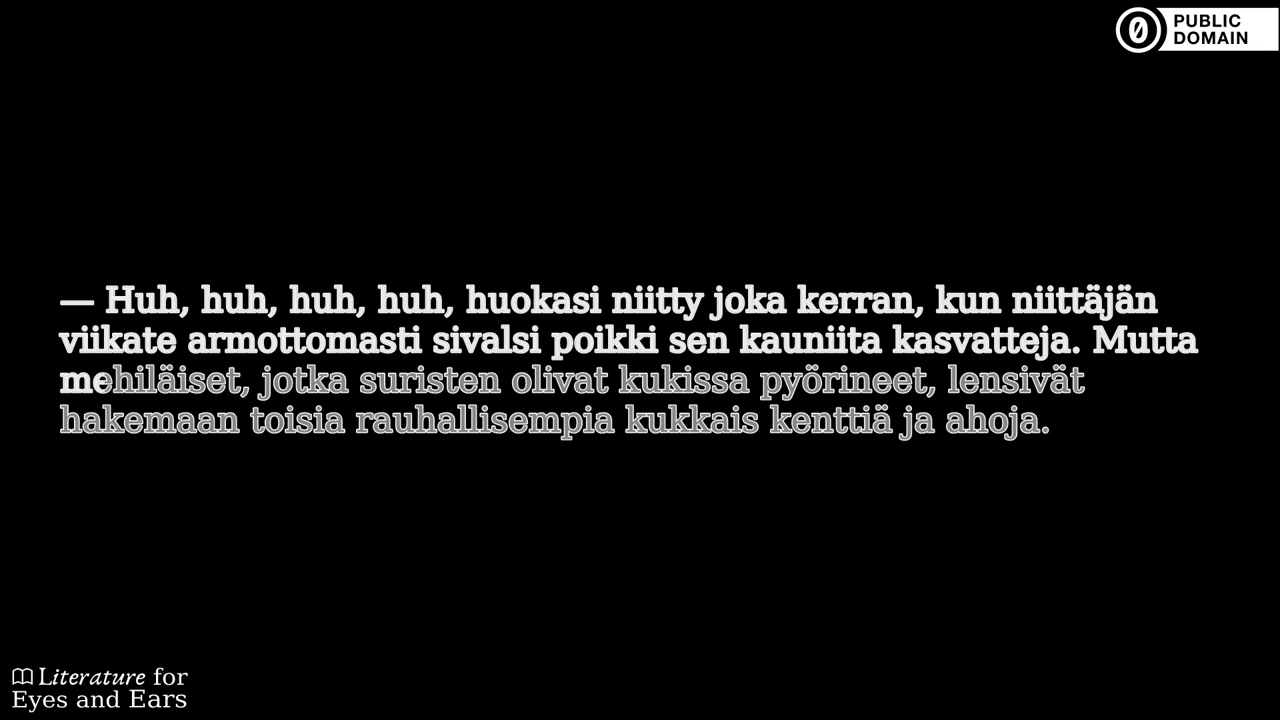 PUBLIC
DOMAIN
— Huh, huh, huh, huh, huokasi niitty joka kerran, kun niittäjän
viikate armottomasti sivalsi poikki sen kauniita kasvatteja. Mutta
mehiläiset, jotka suristen olivat kukissa pyörineet, lensivät
hakemaan toisia rauhallisempia kukkais kenttiä ja ahoja.
Literature for
Eyes and Ears